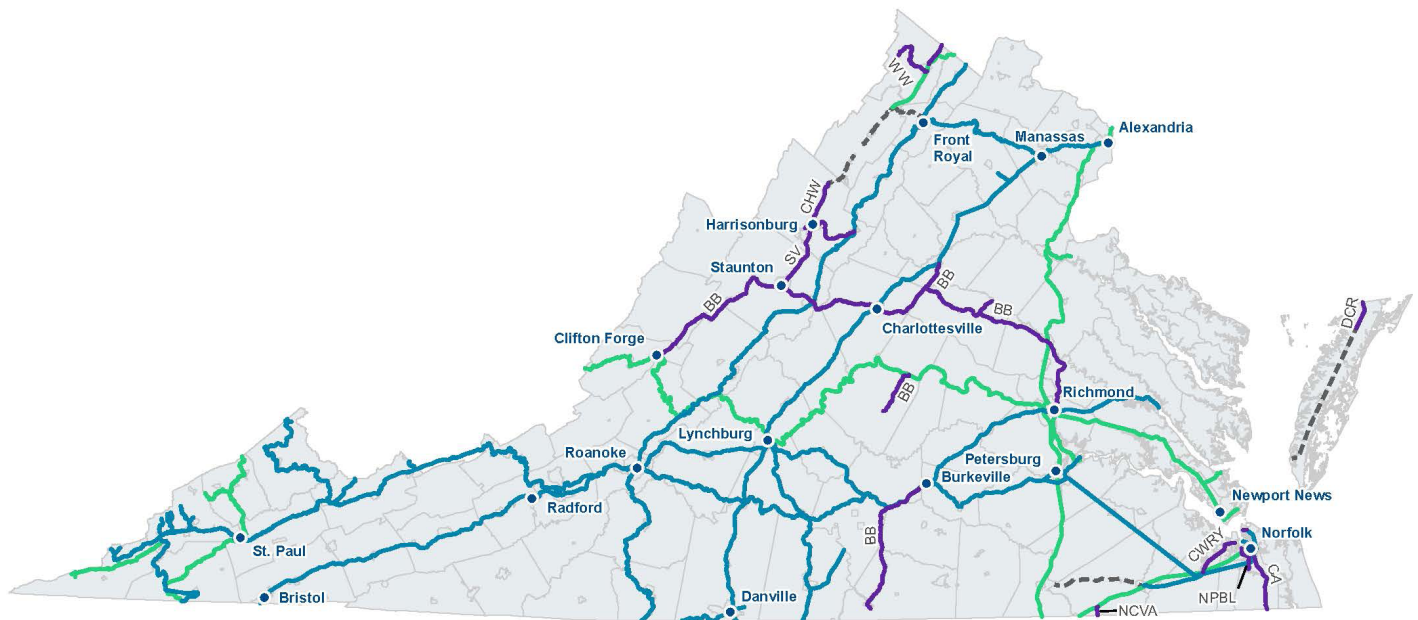 WW
Alexandria
Manassas
Front
Royal
CHW
Harrisonburg
SV
Staunton
BB
BB
BB
DCR
Charlottesville
Clifton Forge
BB
Richmond
Lynchburg
Roanoke
Petersburg
Burkeville
Radford
Newport News
Norfolk
BB
CWRY
St. Paul
CA
NPBL
Bristol
Danville
NCVA